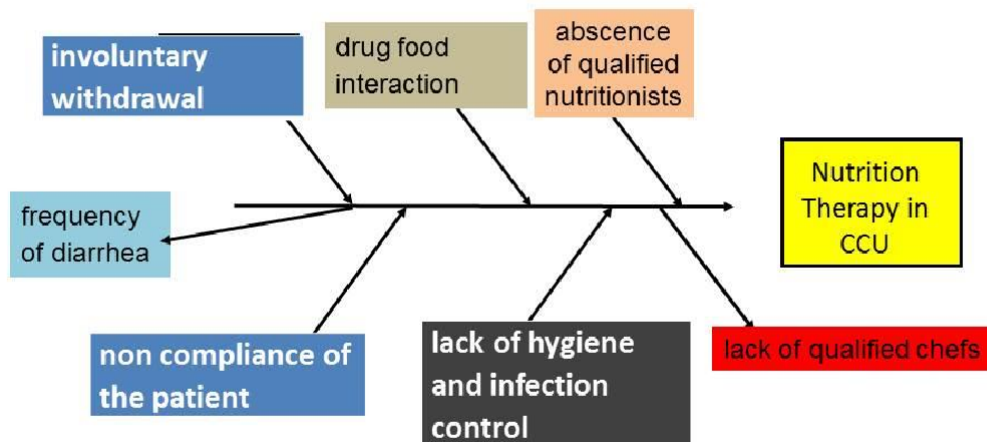 involuntary
withdrawal
drug food
interaction
abscence
of qualified
nutritionists
Nutrition
Therapy in
CCU
frequency
of diarrhea
non compliance of
the patient
lack of hygiene
and infection
control
lack of qualified chefs